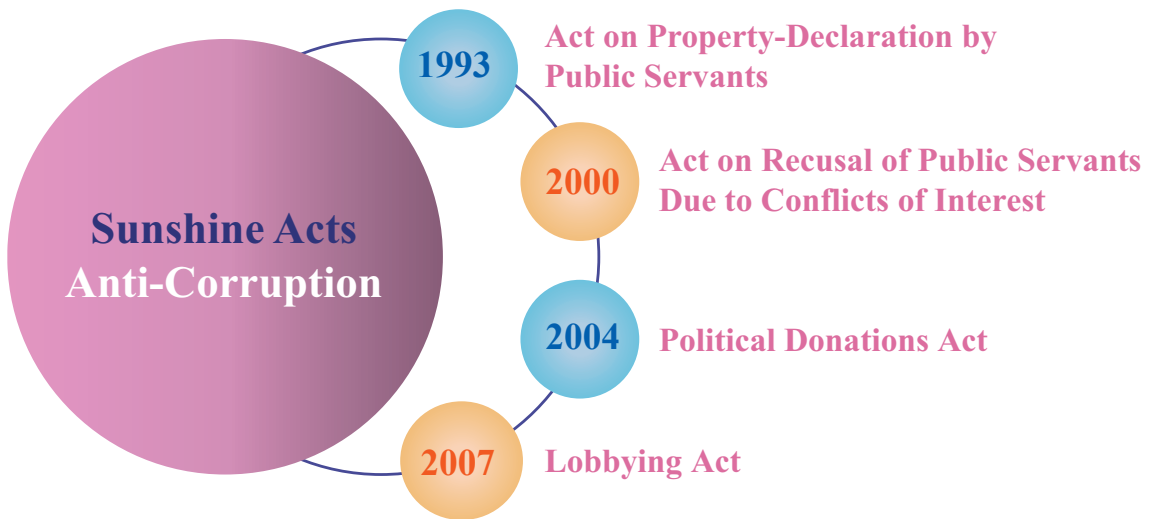 Sunshine Acts
Anti-Corruption
1993
Act on Property-Declaration by
Public Servants
2000
Act on Recusal of Public Servants
Due to Conflicts of Interest
2004
Political Donations Act
2007
Lobbying Act